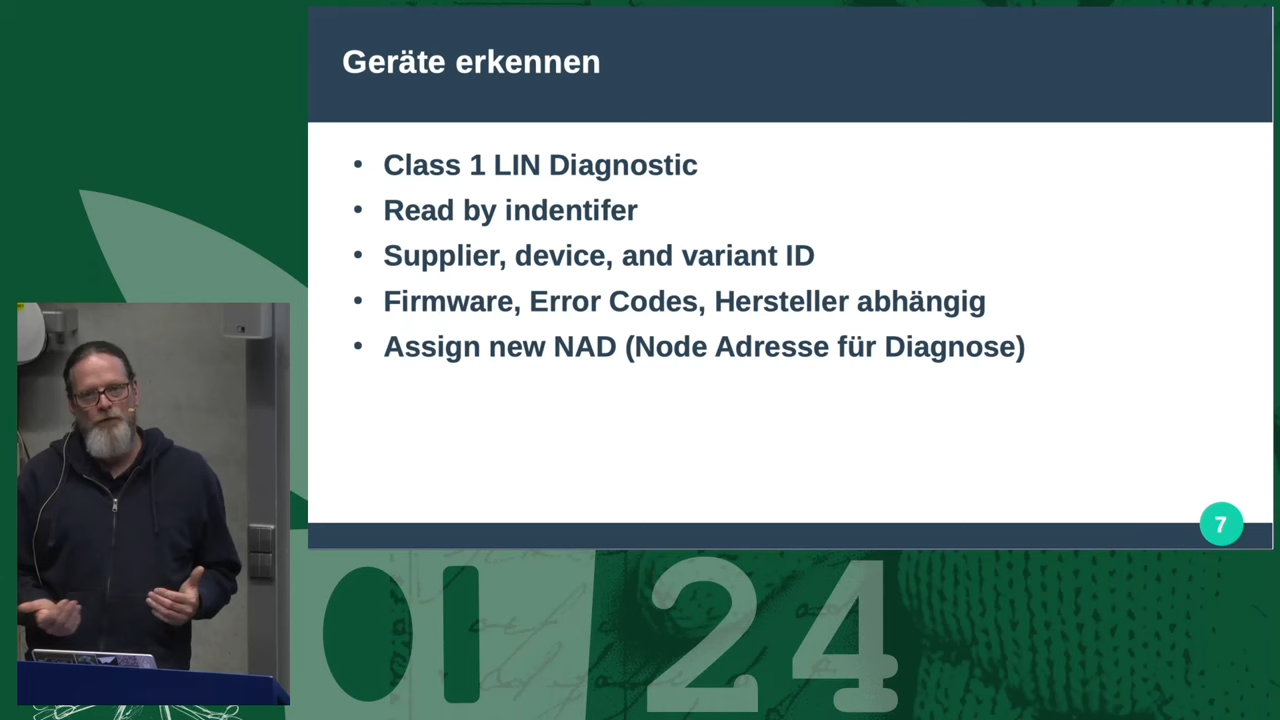 Geräte erkennen
• Class 1 LIN Diagnostic
• Read by indentifer
• Supplier, device, and variant ID
• Firmware, Error Codes, Hersteller abhängig
• Assign new NAD (Node Adresse für Diagnose)
7
24